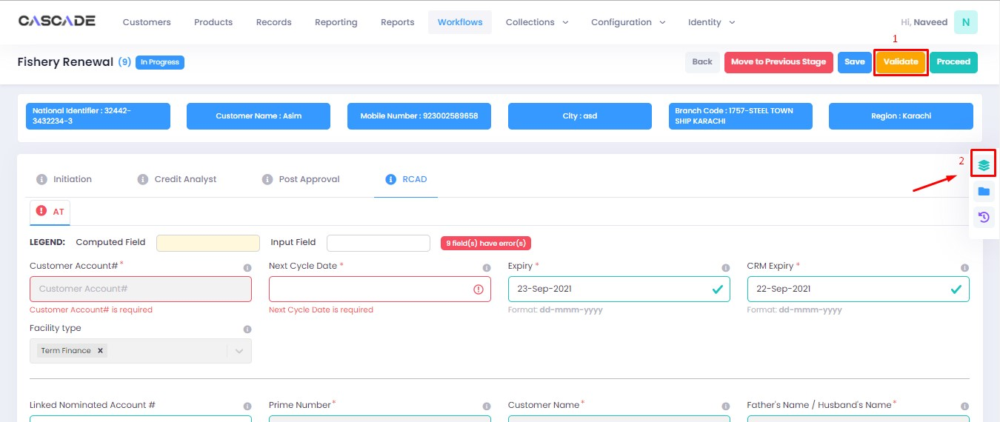 CASCADE Customers Products Records Reporting Reports Workflows Collections Configuration Identity Hi, Naveed N
1
Fishery Renewal (9) In Progress Back Move to Previous Stage Save Validate Proceed
National Identifier : 32442-
3432234-3
Customer Name : Asim
Mobile Number : 923002589658
City : asd
Branch Code : 1757-STEEL TOWN
SHIP KARACHI
Region : Karachi
2
Initiation Credit Analyst Post Approval RCAD
AT
LEGEND: Computed Field Input Field 9 field(s) have error(s)
Customer Account#* Next Cycle Date * Expiry * CRM Expiry *
Customer Account# 23-Sep-2021 22-Sep-2021
Customer Account# is required Next Cycle Date is required Format: dd-mmm-yyyy Format: dd-mmm-yyyy
Facility type
Term Finance
Linked Nominated Account # Prime Number* Customer Name* Father's Name / Husband's Name*